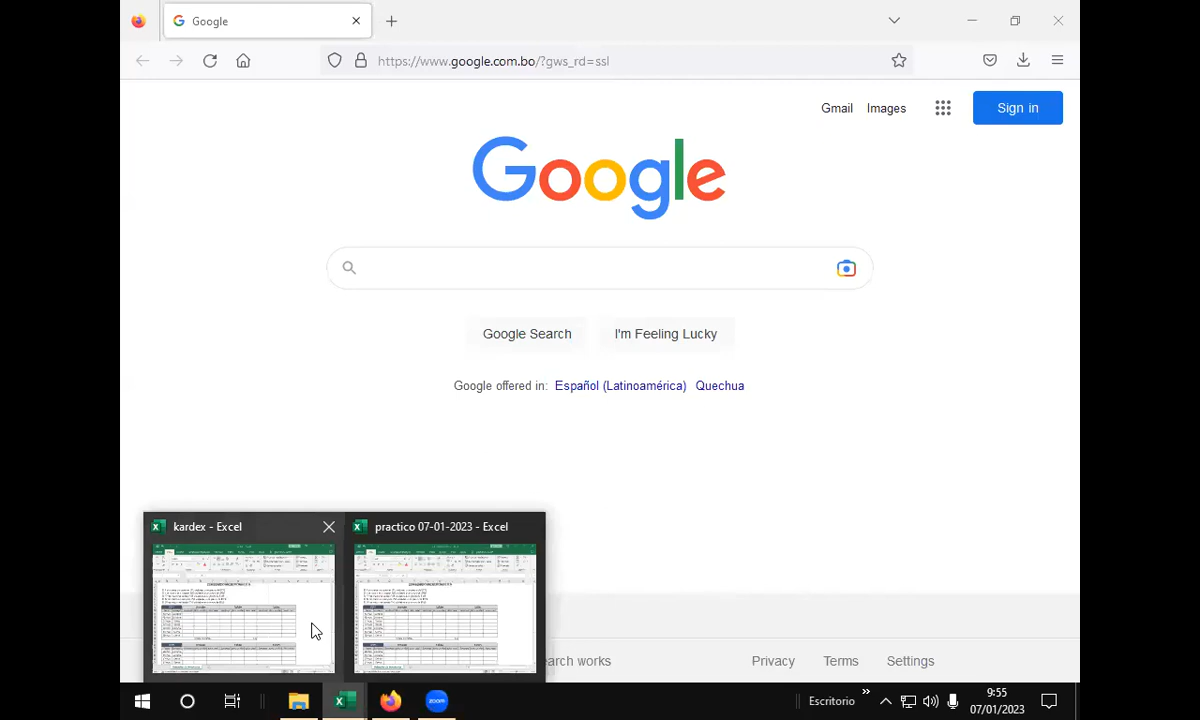 Google
https://www.google.com.bo/?gws_rd=ssl
Gmail Images Sign in
Google
Google Search I'm Feeling Lucky
Google offered in: Español (Latinoamérica) Quechua
kardex - Excel practico 07-01-2023 - Excel
earch works Privacy Terms Settings
zoom Escritorio » 9:55
07/01/2023